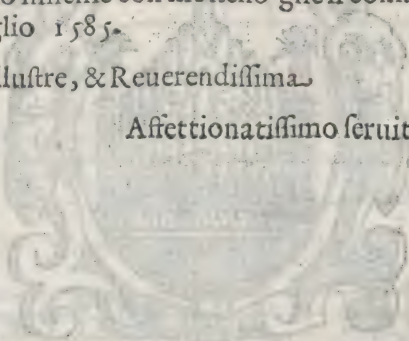 glio 1585.
lustre, & Reuerendissima
Affettionatissimo seruit